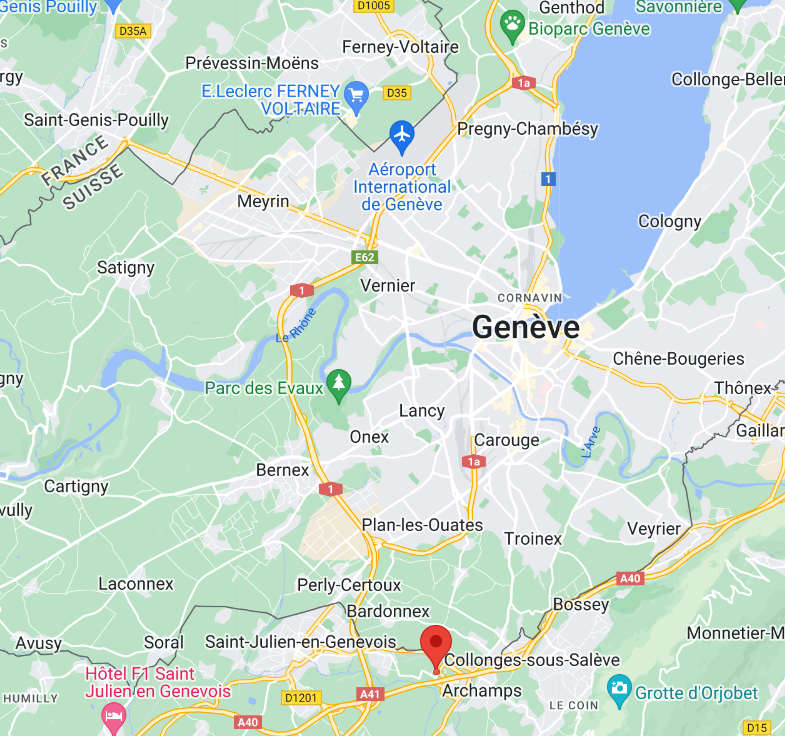 Genis Pouilly
D1005
Genthod
Savonnière
D35A
Bioparc Genève
Ferney-Voltaire
Prévessin-Moëns
rgy
1a
Collonge-Beller
E.Leclerc FERNEY
VOLTAIRE
D35
Saint-Genis-Pouilly
Pregny-Chambésy
FRANCE
SUISSE
Aéroport
International
de Genève
1
Meyrin
Cologny
E62
Satigny
Vernier
1
CORNAVIN
Le Rhône
Genève
Chêne-Bougeries
gny
Parc des Evaux
Thônex
Lancy
Gaillar
Onex
Carouge
L'Arve
Bernex
1a
Cartigny
1
vully
Plan-les-Ouates
Veyrier
Troinex
Laconnex
Perly-Certoux
A40
Bossey
Bardonnex
Avusy
Soral
Saint-Julien-en-Genevois
Monnetier-M
Collonges-sous-Salève
Hôtel F1 Saint
Julien en Genevois
Archamps
HUMILLY
D1201
A41
Grotte d'Orjobet
LE COIN
A40
D15